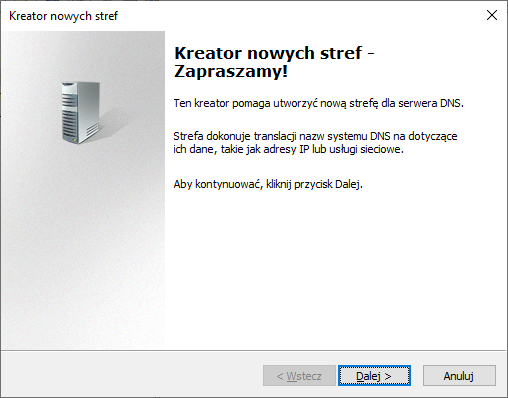 Kreator nowych stref
Kreator nowych stref -
Zapraszamy!
Ten kreator pomaga utworzyć nową strefę dla serwera DNS.
Strefa dokonuje translacji nazw systemu DNS na dotyczące
ich dane, takie jak adresy IP lub usługi sieciowe.
Aby kontynuować, kliknij przycisk Dalej.
< Wstecz
Dalej >
Anuluj